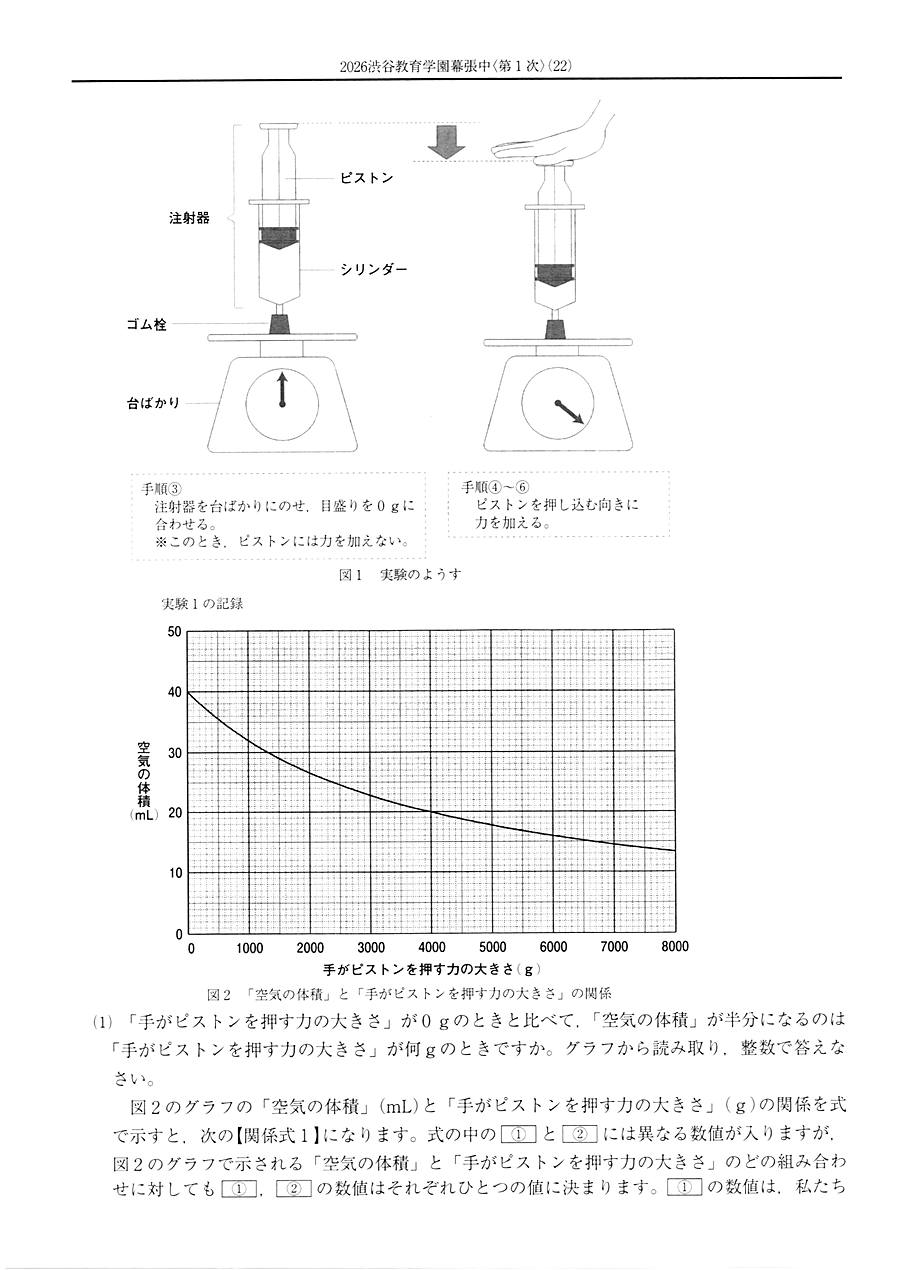 2026渋谷教育学園幕張中〈第1次〉(22)
ピストン
注射器
シリンダー
ゴム栓
台ばかり
手順③
注射器を台ばかりにのせ，目盛りを0gに
合わせる。
※このとき，ピストンには力を加えない。
手順④～⑥
ピストンを押し込む向きに
力を加える。
図1　実験のようす
実験1の記録
50
40
30
20
10
0
空気の体積(mL)
0 1000 2000 3000 4000 5000 6000 7000 8000
手がピストンを押す力の大きさ(g)
図2　「空気の体積」と「手がピストンを押す力の大きさ」の関係
(1) 「手がピストンを押す力の大きさ」が0gのときと比べて，「空気の体積」が半分になるのは
「手がピストンを押す力の大きさ」が何gのときですか。グラフから読み取り，整数で答えな
さい。
図2のグラフの「空気の体積」(mL)と「手がピストンを押す力の大きさ」(g)の関係を式
で示すと，次の【関係式1】になります。式の中の①と②には異なる数値が入りますが，
図2のグラフで示される「空気の体積」と「手がピストンを押す力の大きさ」のどの組み合わ
せに対しても①，②の数値はそれぞれひとつの値に決まります。①の数値は，私たち